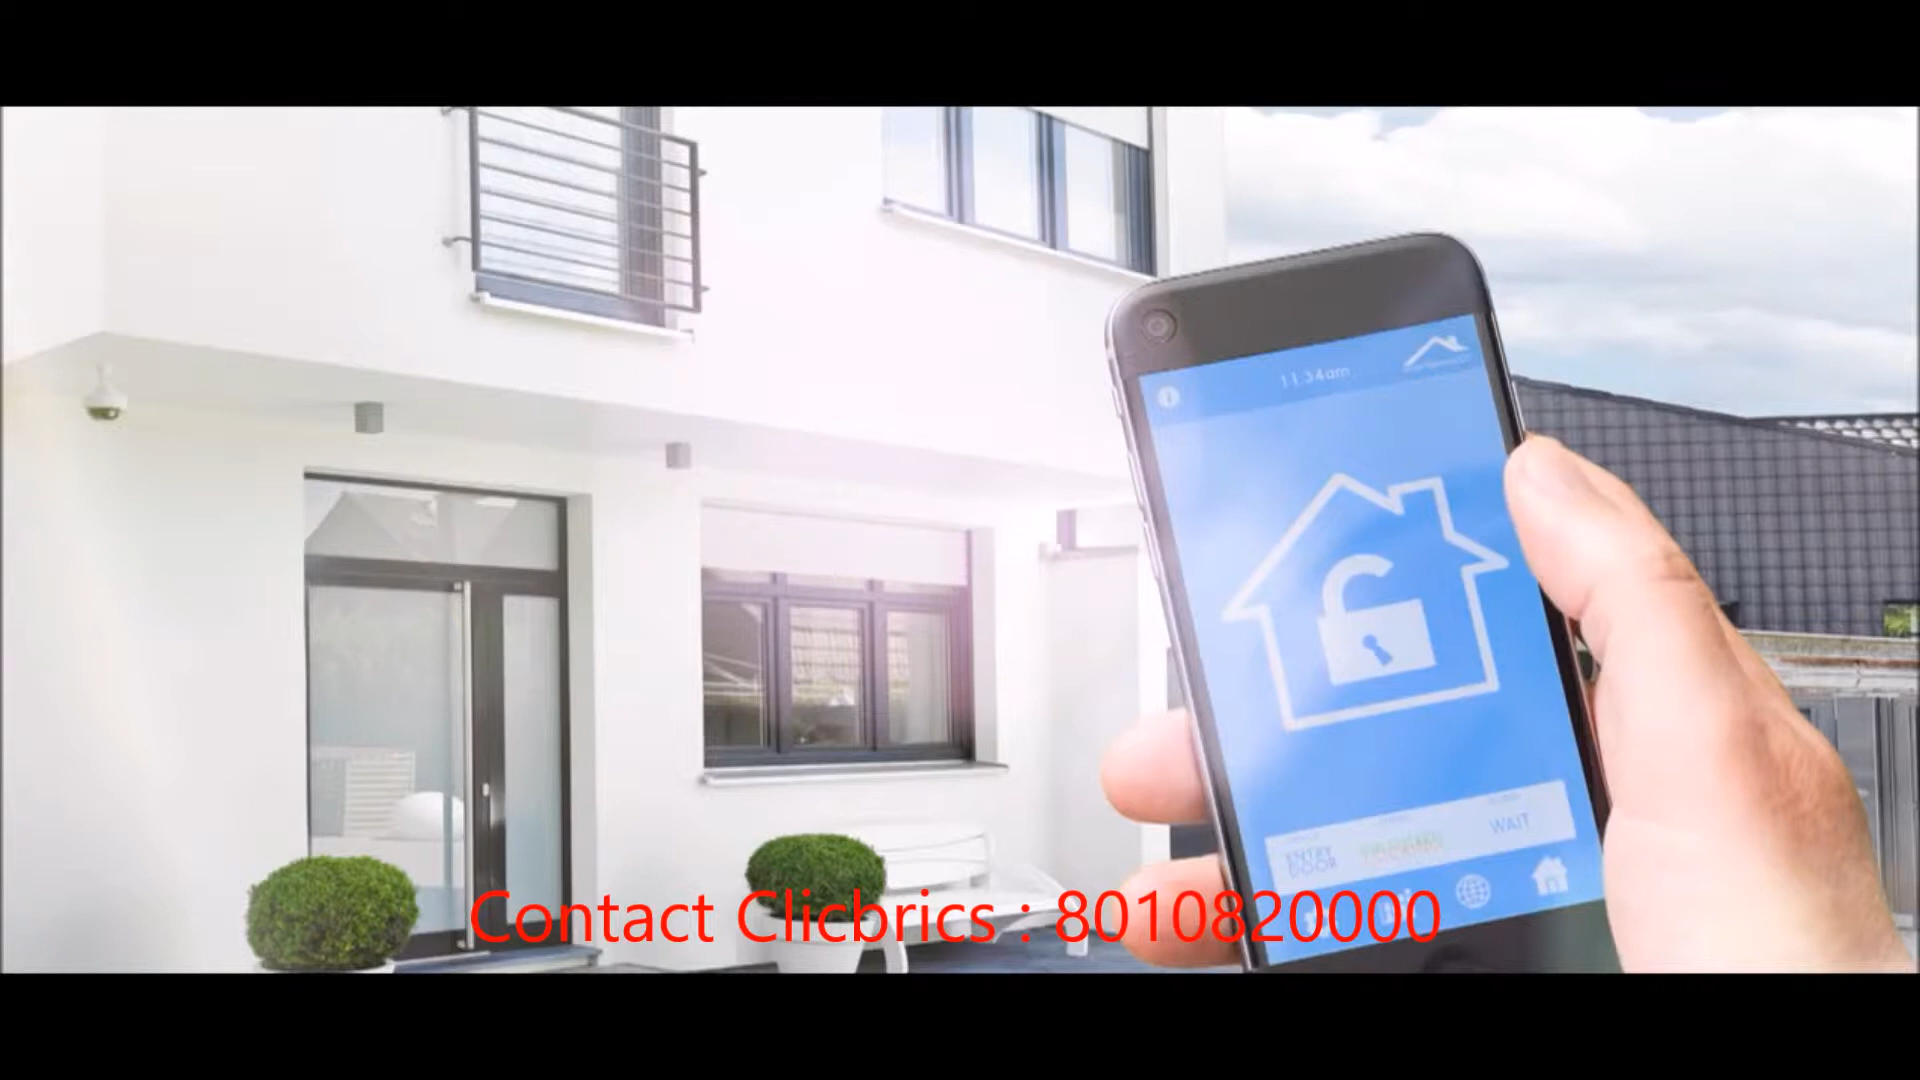 11:34am
ENTRY
DOOR
WAIT
Contact Clicbrics : 8010820000